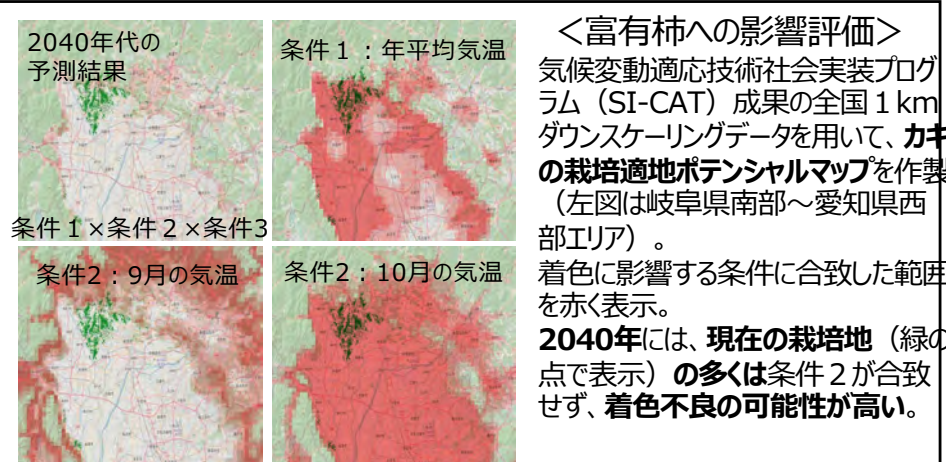 2040年代の
予測結果
条件１×条件２×条件3
条件１：年平均気温
条件2：9月の気温
条件2：10月の気温
＜富有柿への影響評価＞
気候変動適応技術社会実装プログ
ラム（SI-CAT）成果の全国１km
ダウンスケーリングデータを用いて、カキ
の栽培適地ポテンシャルマップを作製
（左図は岐阜県南部～愛知県西
部エリア）。
着色に影響する条件に合致した範囲
を赤く表示。
2040年には、現在の栽培地（緑の
点で表示）の多くは条件２が合致
せず、着色不良の可能性が高い。